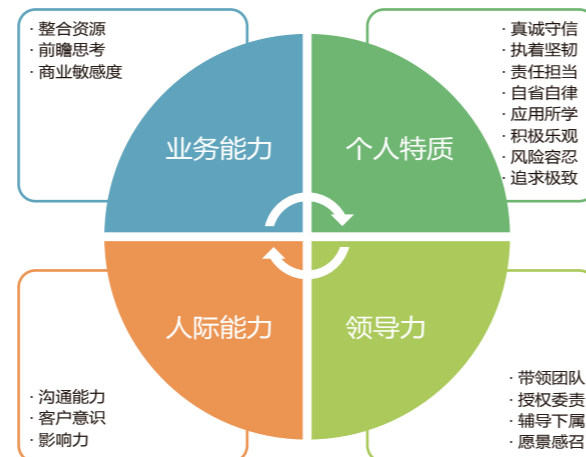 · 整合资源
· 前瞻思考
· 商业敏感度
· 真诚守信
· 执着坚韧
· 责任担当
· 自省自律
· 应用所学
· 积极乐观
· 风险容忍
· 追求极致
业务能力
个人特质
人际能力
领导力
· 沟通能力
· 客户意识
· 影响力
· 带领团队
· 授权委责
· 辅导下属
· 愿景感召